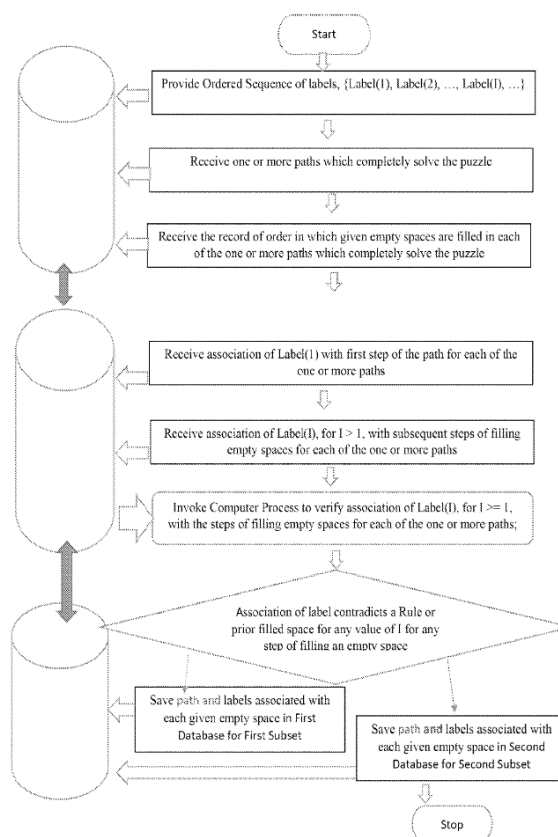 Start
Provide Ordered Sequence of labels, {Label(1), Label(2), …, Label(I), …}
Receive one or more paths which completely solve the puzzle
Receive the record of order in which given empty spaces are filled in each
of the one or more paths which completely solve the puzzle
Receive association of Label(1) with first step of the path for each of the
one or more paths
Receive association of Label(I), for I > 1, with subsequent steps of filling
empty spaces for each of the one or more paths
Invoke Computer Process to verify association of Label(I), for I >= 1,
with the steps of filling empty spaces for each of the one or more paths;
Association of label contradicts a Rule or
prior filled space for any value of I for any
step of filling an empty space
Save path and labels associated with
each given empty space in First
Database for First Subset
Save path and labels associated with
each given empty space in Second
Database for Second Subset
Stop